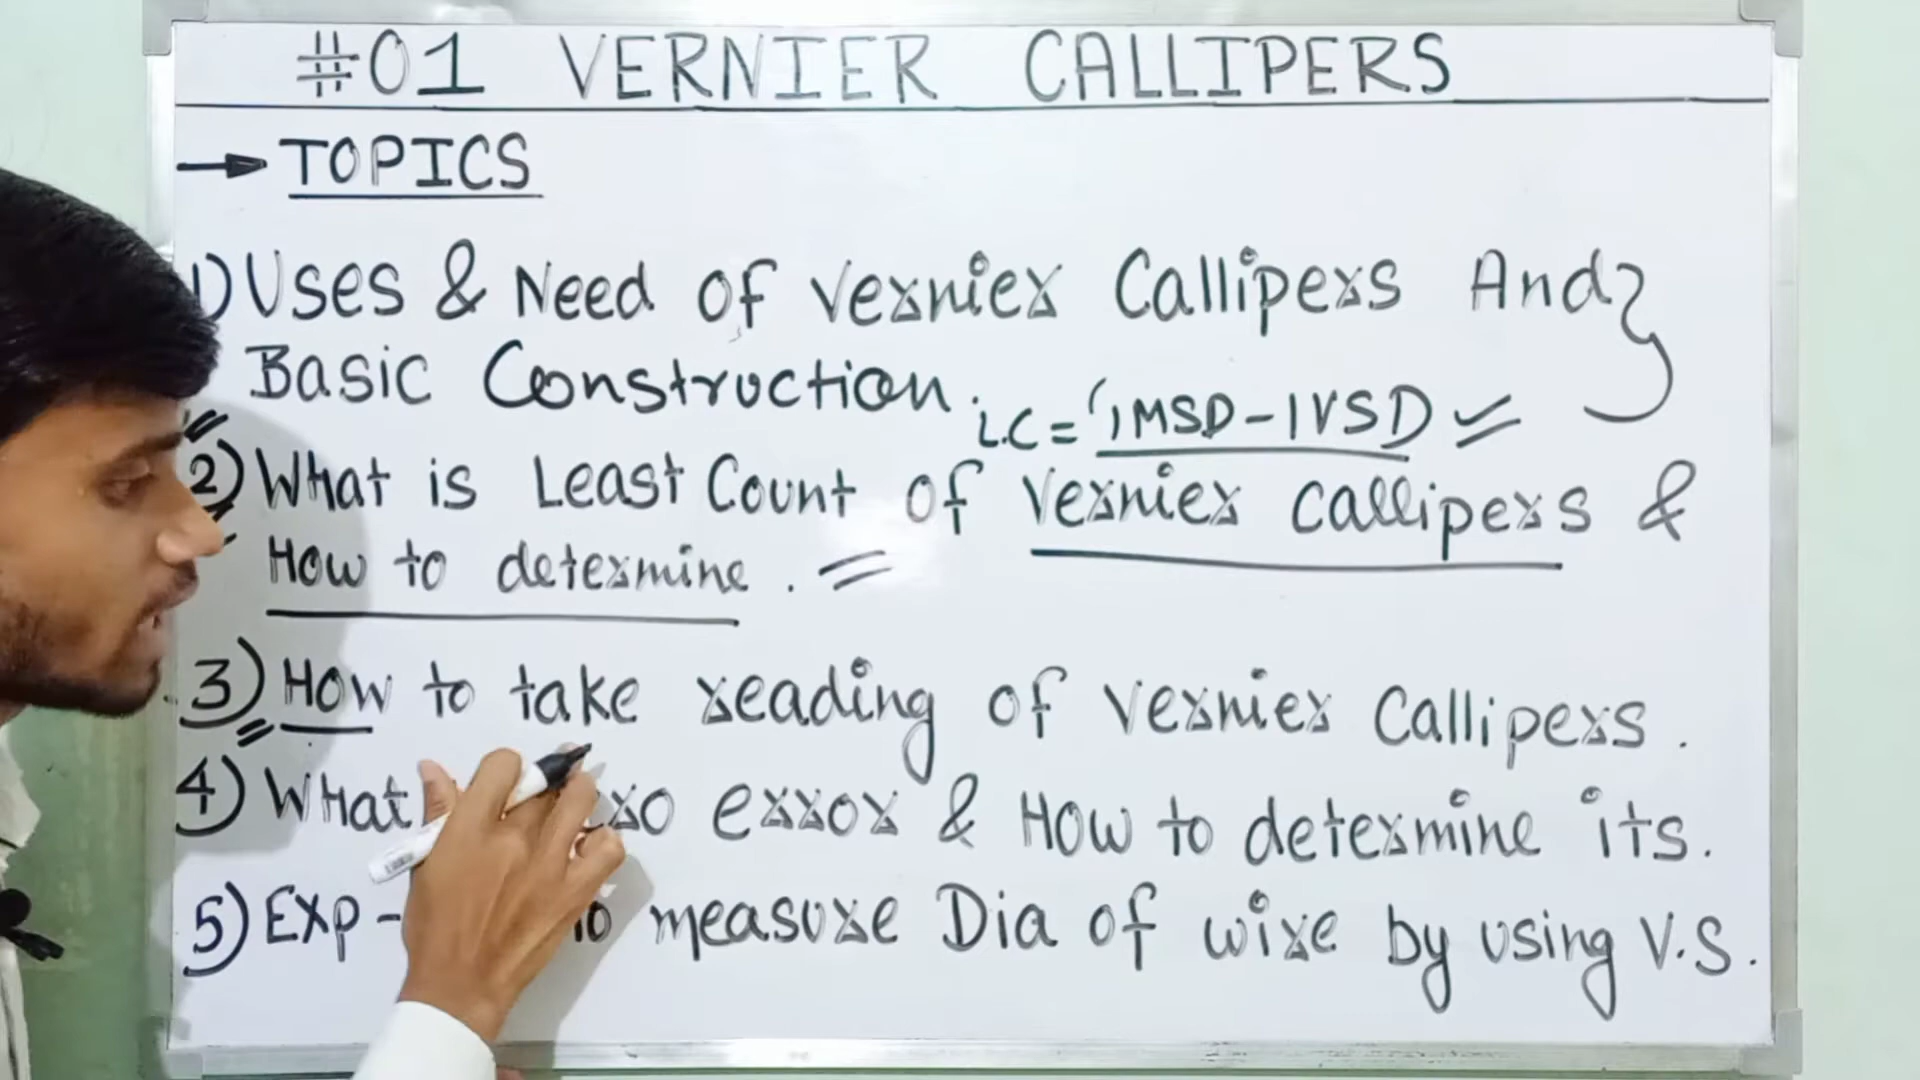 #01 VERNIER CALLIPERS
→ TOPICS
1) Uses & Need of Vernier Callipers And
Basic Construction.
L.C = 1MSD-1VSD
2) What is Least Count of Vernier Callipers &
How to determine.
3) How to take reading of Vernier Callipers.
4) What error & How to determine its.
5) Exp - measure Dia of wire by using V.S.